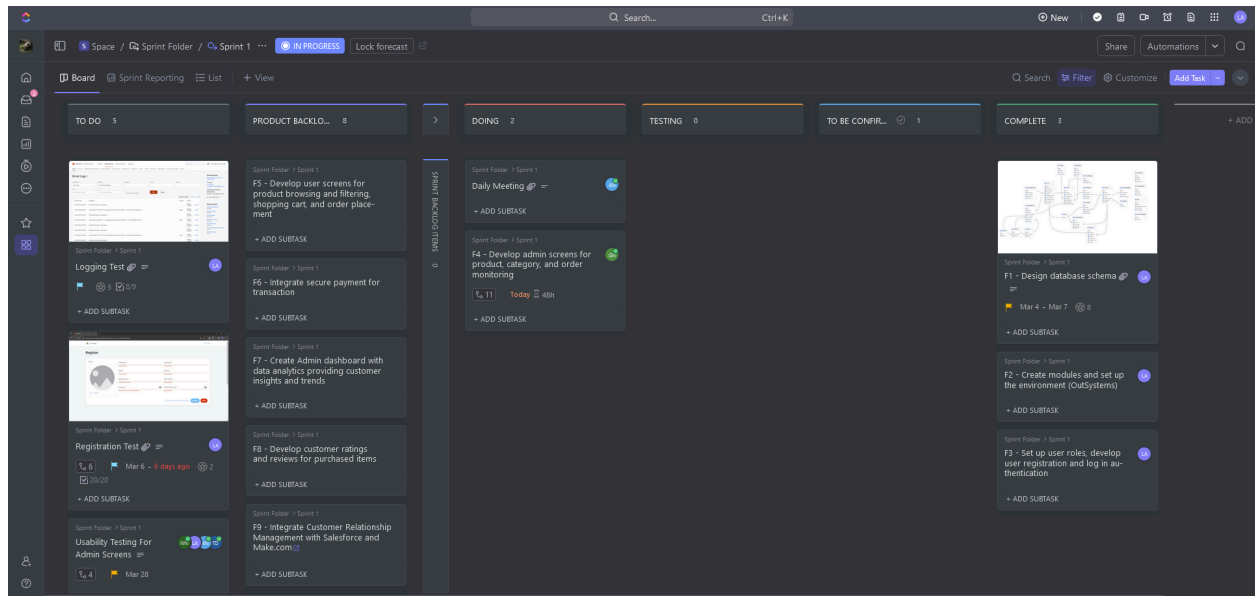 Search...
Ctrl+K
New
LA
S Space / Sprint Folder / Sprint 1 ... IN PROGRESS Lock forecast
Share
Automations
Board
Sprint Reporting
List
+ View
Search
Filter
Customize
Add Task
TO DO 5
PRODUCT BACKLO... 8
DOING 2
TESTING 0
TO BE CONFIR... 1
COMPLETE 3
+ ADD
Error Log
Sprint Folder > Sprint 1
Logging Test
LA
5 8/9
+ ADD SUBTASK
Register
Sprint Folder > Sprint 1
Registration Test
LA
6 Mar 6 - 5 days ago 2
20/20
+ ADD SUBTASK
Sprint Folder > Sprint 1
Usability Testing For
Admin Screens
4 Mar 28
Sprint Folder > Sprint 1
F5 - Develop user screens for
product browsing and filtering,
shopping cart, and order place-
ment
+ ADD SUBTASK
Sprint Folder > Sprint 1
F6 - Integrate secure payment for
transaction
+ ADD SUBTASK
Sprint Folder > Sprint 1
F7 - Create Admin dashboard with
data analytics providing customer
insights and trends
+ ADD SUBTASK
Sprint Folder > Sprint 1
F8 - Develop customer ratings
and reviews for purchased items
+ ADD SUBTASK
Sprint Folder > Sprint 1
F9 - Integrate Customer Relationship
Management with Salesforce and
Make.com
+ ADD SUBTASK
SPRINT BACKLOG ITEMS 0
Sprint Folder > Sprint 1
Daily Meeting
+ ADD SUBTASK
Sprint Folder > Sprint 1
F4 - Develop admin screens for
product, category, and order
monitoring
11 Today 48h
+ ADD SUBTASK
Sprint Folder > Sprint 1
F1 - Design database schema
LA
Mar 4 - Mar 7 8
+ ADD SUBTASK
Sprint Folder > Sprint 1
F2 - Create modules and set up
the environment (OutSystems)
LA
+ ADD SUBTASK
Sprint Folder > Sprint 1
F3 - Set up user roles, develop
user registration and log in au-
thentication
LA
+ ADD SUBTASK